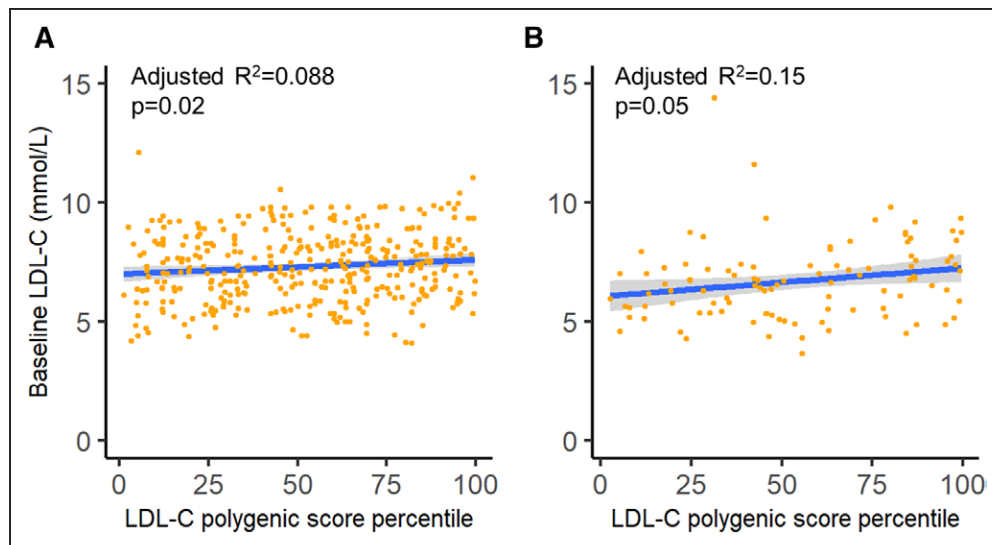 A
Adjusted R²=0.088
p=0.02
15
10
5
0
Baseline LDL-C (mmol/L)
0 25 50 75 100
LDL-C polygenic score percentile
B
Adjusted R²=0.15
p=0.05
15
10
5
0
0 25 50 75 100
LDL-C polygenic score percentile